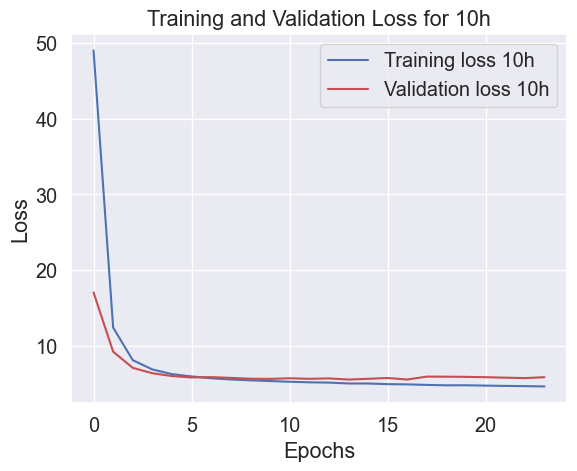 Training and Validation Loss for 10h
Training loss 10h
Validation loss 10h
Loss
50
40
30
20
10
0
5
10
15
20
Epochs